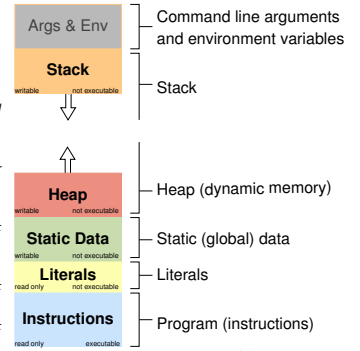 Args & Env
Command line arguments
and environment variables
Stack
writable not executable
Stack
Heap
writable not executable
Heap (dynamic memory)
Static Data
writable not executable
Static (global) data
Literals
read only not executable
Literals
Instructions
read only executable
Program (instructions)